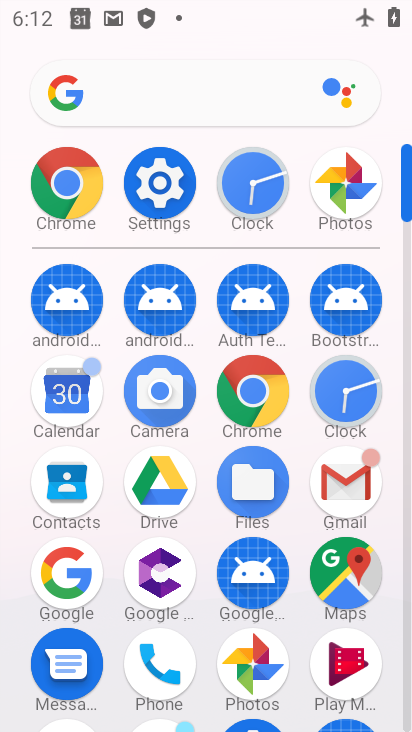 6:12
31
Chrome
Settings
Clock
Photos
android...
android...
Auth Te...
Bootstr...
30
Calendar
Camera
Chrome
Clock
Contacts
Drive
Files
Gmail
Google
Google ...
Google...
Maps
Messa...
Phone
Photos
Play M...